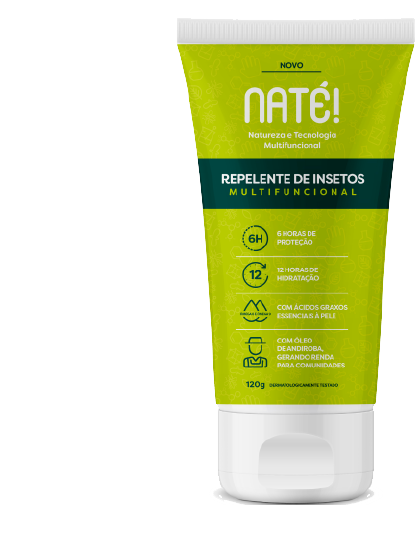 NOVO
NATÉ!
Natureza e Tecnologia
Multifuncional
REPELENTE DE INSETOS
MULTIFUNCIONAL
6H
6 HORAS DE
PROTEÇÃO
12
12 HORAS DE
HIDRATAÇÃO
COM ÁCIDOS GRAXOS
ESSENCIAIS À PELE
COM ÓLEO
DE ANDIROBA,
GERANDO RENDA
PARA COMUNIDADES
120g DERMATOLOGICAMENTE TESTADO